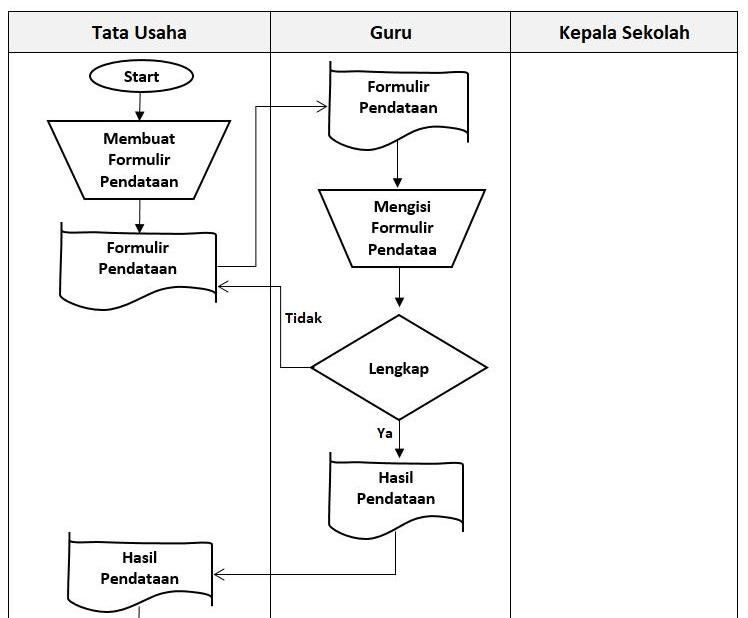 Tata Usaha
Guru
Kepala Sekolah
Start
Membuat
Formulir
Pendataan
Formulir
Pendataan
Formulir
Pendataan
Mengisi
Formulir
Pendataa
Lengkap
Tidak
Ya
Hasil
Pendataan
Hasil
Pendataan